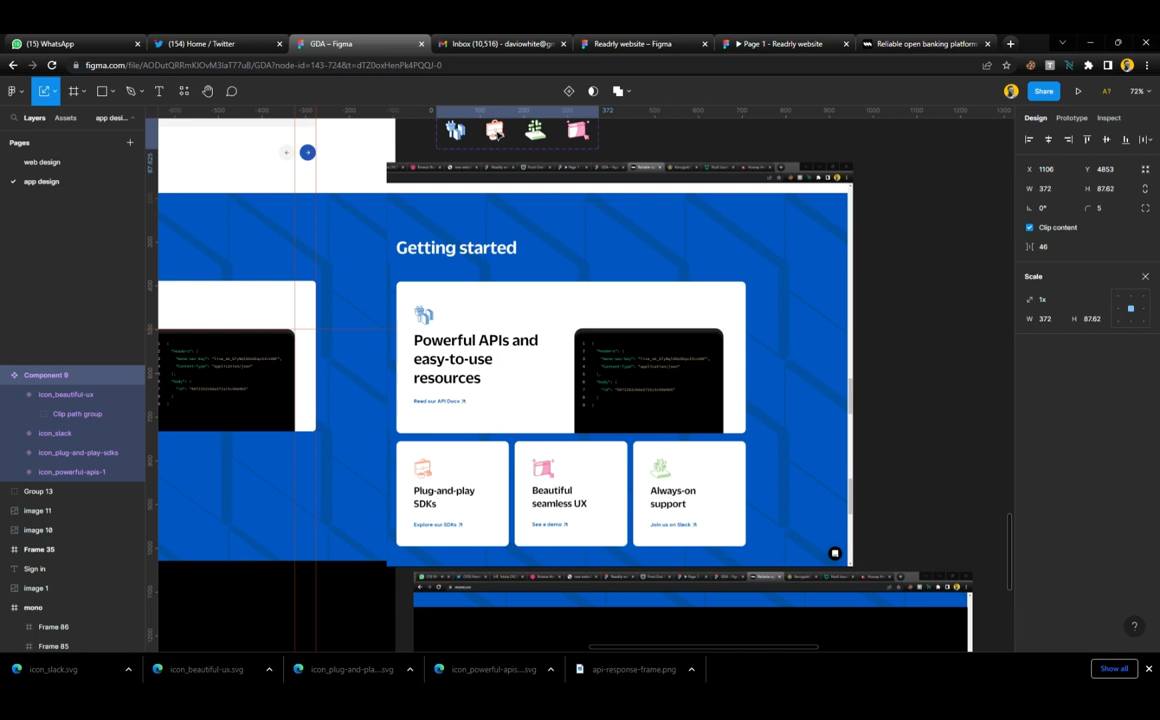 (15) WhatsApp
(154) Home / Twitter
GDA – Figma
Inbox (10,516) - daviowhite@gm
Readrly website – Figma
▶ Page 1 - Readrly website
Reliable open banking platform
figma.com/file/AODutQRRmKlOvM3laT77uB/GDA?node-id=143-724&t=dTZ0oxHenPk4PQQJ-0
Share
A?
72%
Layers
Assets
app desi...
Design
Prototype
Inspect
Pages
web design
app design
X 1106
Y 4853
W 372
H 87.62
0°
5
Clip content
46
Scale
1x
W 372
H 87.62
372
Getting started
Powerful APIs and
easy-to-use
resources
Read our API Docs
Plug-and-play
SDKs
Explore our SDKs
Beautiful
seamless UX
See a demo
Always-on
support
Join us on Slack
Component 9
icon_beautiful-ux
Clip path group
icon_slack
icon_plug-and-play-sdks
icon_powerful-apis-1
Group 13
image 11
image 10
Frame 35
Sign in
image 1
mono
Frame 86
Frame 85
icon_slack.svg
icon_beautiful-ux.svg
icon_plug-and-pla....svg
icon_powerful-apis....svg
api-response-frame.png
Show all